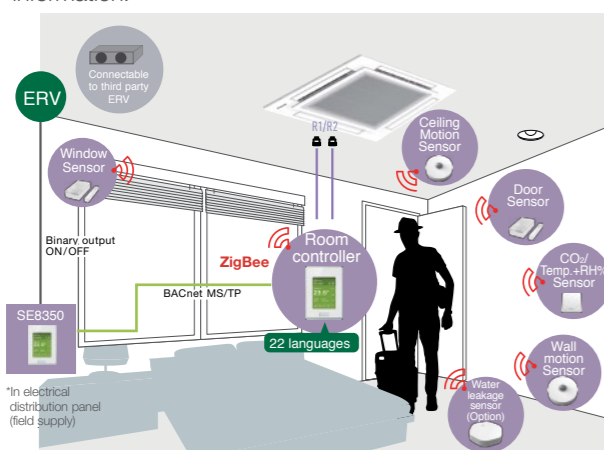 Connectable
to third party
ERV
ERV
R1/R2
Ceiling
Motion
Sensor
Window
Sensor
Door
Sensor
Binary output
ON/OFF
ZigBee
Room
controller
CO₂/
Temp.+RH%
Sensor
BACnet MS/TP
SE8350
22 languages
Wall
motion
Sensor
*In electrical
distribution panel
(field supply)
Water
leakage
sensor
(Option)